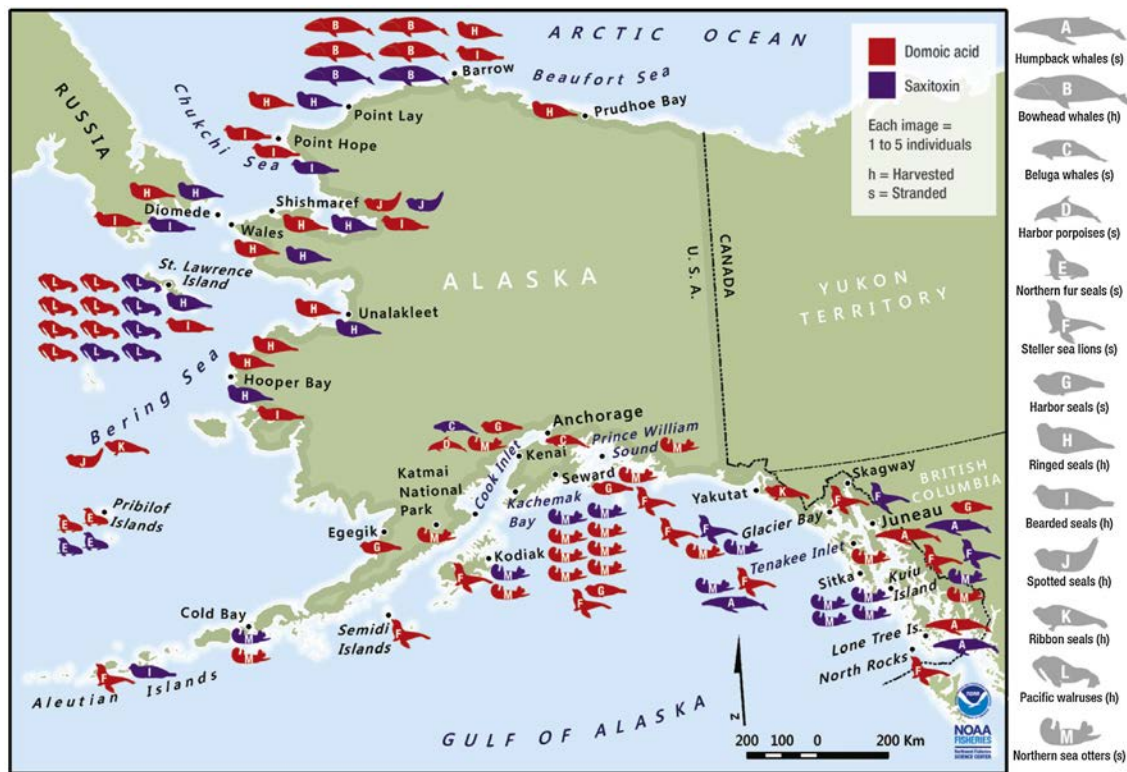 ARCTIC OCEAN
Beaufort Sea
Barrow
Prudhoe Bay
RUSSIA
Chukchi Sea
Point Lay
Point Hope
Shishmaref
Diomede
Wales
St. Lawrence
Island
ALASKA
U.S.A.
CANADA
YUKON
TERRITORY
Unalakleet
Bering Sea
Hooper Bay
Anchorage
Prince William
Sound
Kenai
Cook Inlet
Katmai
National
Park
Seward
Kachemak
Bay
Skagway
BRITISH
COLUMBIA
Yakutat
Glacier Bay
Juneau
Pribilof
Islands
Egegik
Kodiak
Tenakee Inlet
Sitka
Kuiu
Island
Cold Bay
Semidi
Islands
Lone Tree Is.
North Rocks
Aleutian Islands
GULF OF ALASKA
N
200 100 0 200 Km
NOAA
FISHERIES
Domoic acid
Saxitoxin
Each image =
1 to 5 individuals
h = Harvested
s = Stranded
A
Humpback whales (s)
B
Bowhead whales (h)
C
Beluga whales (s)
D
Harbor porpoises (s)
E
Northern fur seals (s)
F
Steller sea lions (s)
G
Harbor seals (s)
H
Ringed seals (h)
I
Bearded seals (h)
J
Spotted seals (h)
K
Ribbon seals (h)
L
Pacific walruses (h)
M
Northern sea otters (s)